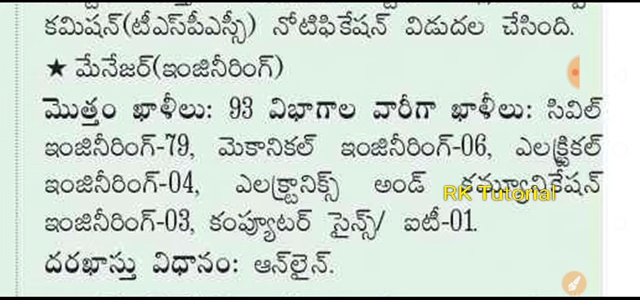 కమిషన్(టీఎస్‌పీఎస్సీ) నోటిఫికేషన్ విడుదల చేసింది.
★ మేనేజర్(ఇంజినీరింగ్)
మొత్తం ఖాళీలు: 93 విభాగాల వారీగా ఖాళీలు: సివిల్
ఇంజినీరింగ్-79, మెకానికల్ ఇంజినీరింగ్-06, ఎలక్ట్రికల్
ఇంజినీరింగ్-04, ఎలక్ట్రానిక్స్ అండ్ కమ్యూనికేషన్
RK Tutorial
ఇంజినీరింగ్-03, కంప్యూటర్ సైన్స్/ ఐటీ-01.
దరఖాస్తు విధానం: ఆన్‌లైన్.